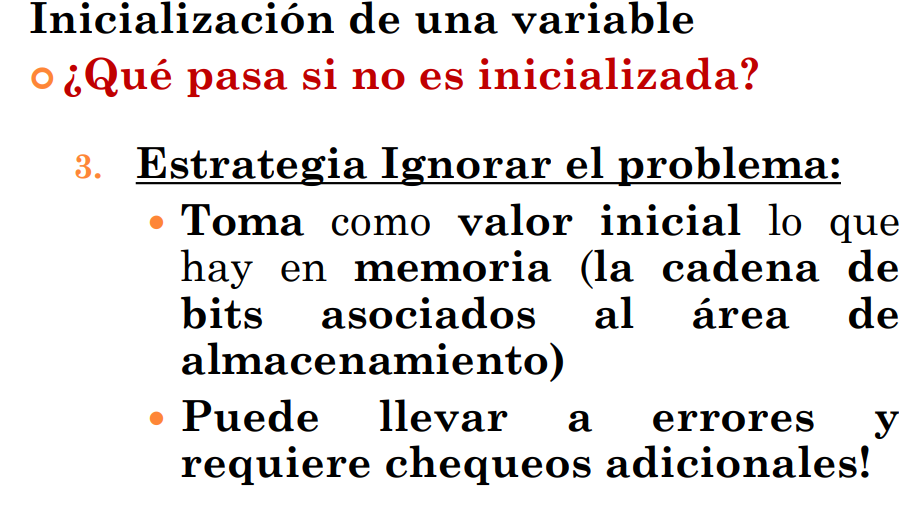 Inicialización de una variable
¿Qué pasa si no es inicializada?
3. Estrategia Ignorar el problema:
Toma como valor inicial lo que
hay en memoria (la cadena de
bits asociados al área de
almacenamiento)
Puede llevar a errores y
requiere chequeos adicionales!